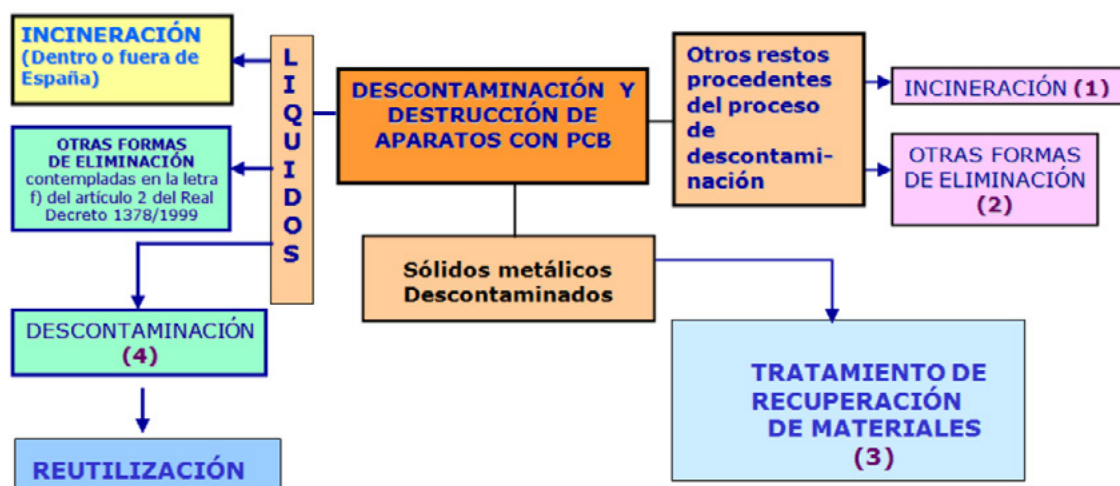 INCINERACIÓN
(Dentro o fuera de
España)
OTRAS FORMAS
DE ELIMINACIÓN
contempladas en la letra
f) del artículo 2 del Real
Decreto 1378/1999
DESCONTAMINACIÓN
(4)
REUTILIZACIÓN
L
I
Q
U
I
D
O
S
DESCONTAMINACIÓN Y
DESTRUCCIÓN DE
APARATOS CON PCB
Sólidos metálicos
Descontaminados
Otros restos
procedentes
del proceso
de
descontami-
nación
INCINERACIÓN (1)
OTRAS FORMAS
DE ELIMINACIÓN
(2)
TRATAMIENTO DE
RECUPERACIÓN
DE MATERIALES
(3)